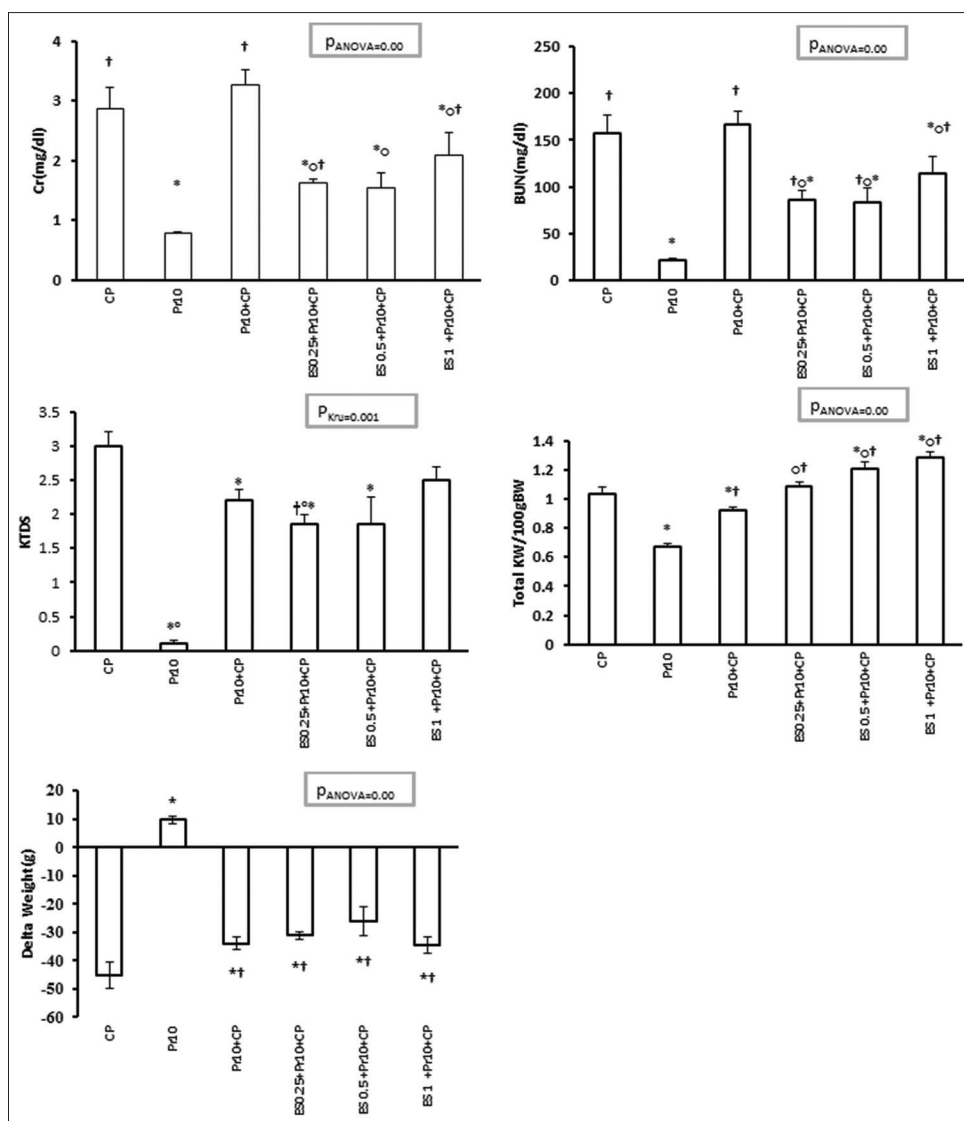 pANOVA=0.00
Cr(mg/dl)
4
3
2
1
0
†
*
†
*○†
*○
*○†
CP
Pr10
Pr10+CP
ES0.25+Pr10+CP
ES 0.5+Pr10+CP
ES 1 +Pr10+CP
pANOVA=0.00
BUN(mg/dl)
250
200
150
100
50
0
†
*
†
†○*
†○*
*○†
CP
Pr10
Pr10+CP
ES0.25+Pr10+CP
ES 0.5+Pr10+CP
ES 1 +Pr10+CP
PKru=0.001
KTDS
3.5
3
2.5
2
1.5
1
0.5
0
*○
*
†○*
*
CP
Pr10
Pr10+CP
ES0.25+Pr10+CP
ES 0.5+Pr10+CP
ES 1 +Pr10+CP
pANOVA=0.00
Total KW/100gBW
1.4
1.2
1
0.8
0.6
0.4
0.2
0
*
*†
○†
*○†
*○†
CP
Pr10
Pr10+CP
ES0.25+Pr10+CP
ES 0.5+Pr10+CP
ES 1 +Pr10+CP
pANOVA=0.00
Delta Weight(g)
20
10
0
-10
-20
-30
-40
-50
-60
*
*†
*†
*†
*†
CP
Pr10
Pr10+CP
ES0.25+Pr10+CP
ES 0.5+Pr10+CP
ES 1 +Pr10+CP